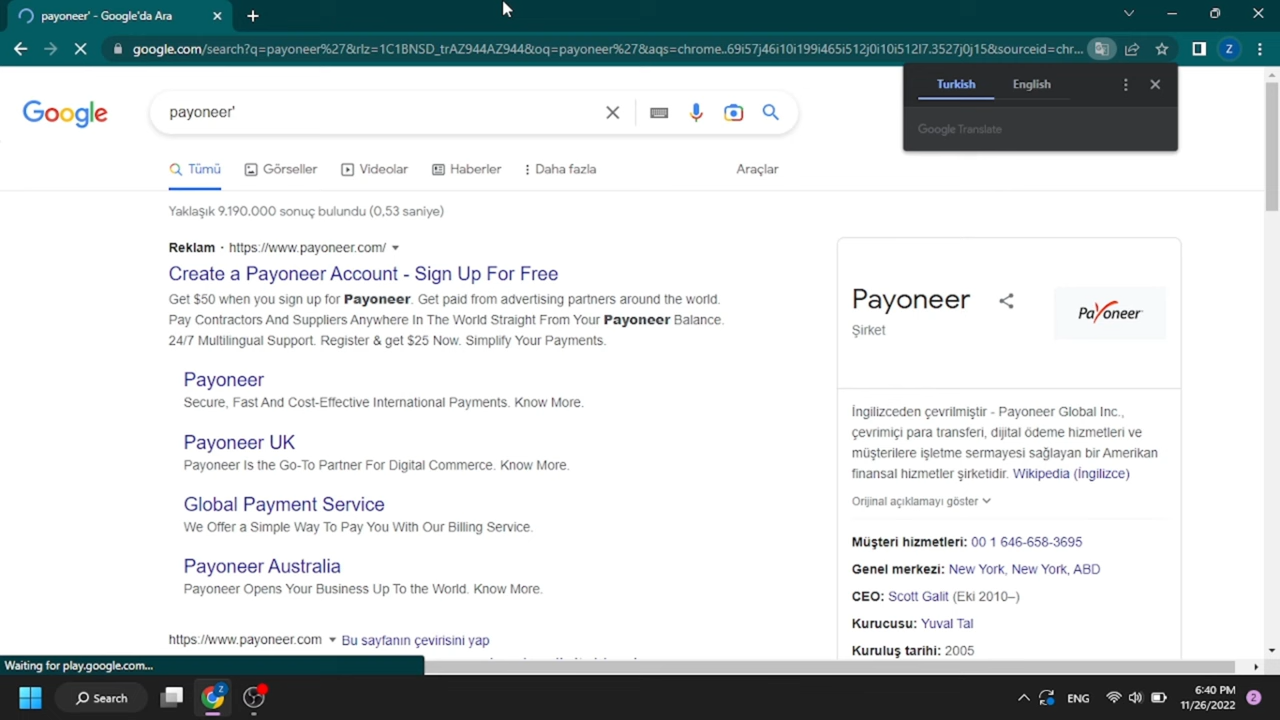 payoneer' - Google'da Ara
google.com/search?q=payoneer%27&rlz=1C1BNSD_trAZ944AZ944&oq=payoneer%27&aqs=chrome..69i57j46i10i199i465i512j0i10i512l7.3527j0j15&sourceid=chr...
Z
Turkish English
Google Translate
Google
payoneer'
Tümü Görseller Videolar Haberler Daha fazla Araçlar
Yaklaşık 9.190.000 sonuç bulundu (0,53 saniye)
Reklam · https://www.payoneer.com/
Create a Payoneer Account - Sign Up For Free
Get $50 when you sign up for Payoneer. Get paid from advertising partners around the world.
Pay Contractors And Suppliers Anywhere In The World Straight From Your Payoneer Balance.
24/7 Multilingual Support. Register & get $25 Now. Simplify Your Payments.
Payoneer
Secure, Fast And Cost-Effective International Payments. Know More.
Payoneer UK
Payoneer Is the Go-To Partner For Digital Commerce. Know More.
Global Payment Service
We Offer a Simple Way To Pay You With Our Billing Service.
Payoneer Australia
Payoneer Opens Your Business Up To the World. Know More.
https://www.payoneer.com Bu sayfanın çevirisini yap
Payoneer
Şirket
Payoneer
İngilizceden çevrilmiştir - Payoneer Global Inc.,
çevrimiçi para transferi, dijital ödeme hizmetleri ve
müşterilere işletme sermayesi sağlayan bir Amerikan
finansal hizmetler şirketidir. Wikipedia (İngilizce)
Orijinal açıklamayı göster
Müşteri hizmetleri: 00 1 646-658-3695
Genel merkezi: New York, New York, ABD
CEO: Scott Galit (Eki 2010–)
Kurucusu: Yuval Tal
Kuruluş tarihi: 2005
Waiting for play.google.com...
Search
Z
ENG
6:40 PM
11/26/2022
2